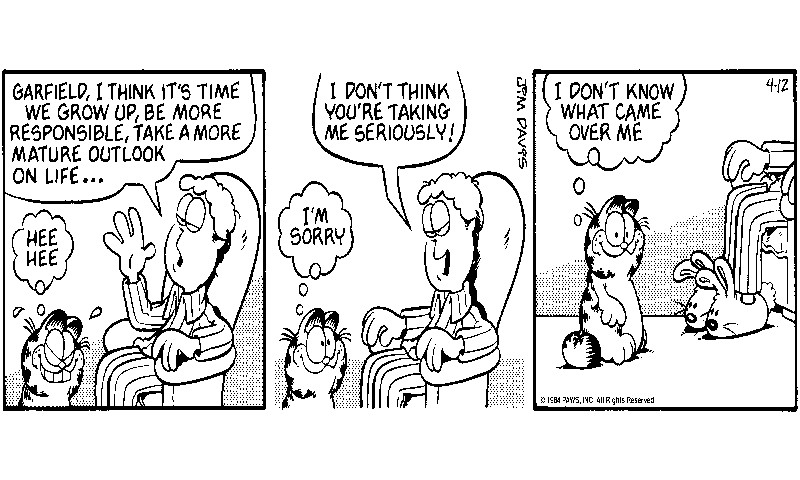 GARFIELD, I THINK IT'S TIME
WE GROW UP, BE MORE
RESPONSIBLE, TAKE A MORE
MATURE OUTLOOK
ON LIFE...
HEE
HEE
I DON'T THINK
YOU'RE TAKING
ME SERIOUSLY!
I'M
SORRY
JIM DAVIS
I DON'T KNOW
WHAT CAME
OVER ME
4-12
© 1984 PAWS, INC. All Rights Reserved.